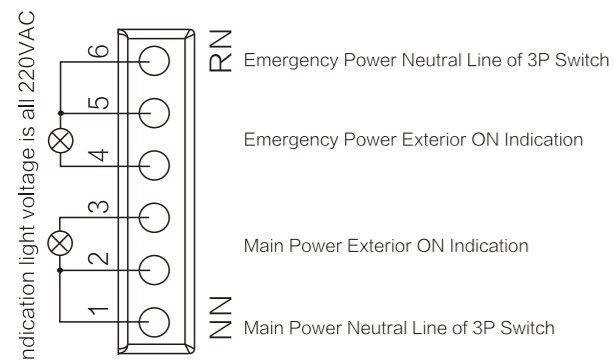 ndication light voltage is all 220VAC
6
5
4
3
2
1
RN
Emergency Power Neutral Line of 3P Switch
Emergency Power Exterior ON Indication
Main Power Exterior ON Indication
NN
Main Power Neutral Line of 3P Switch